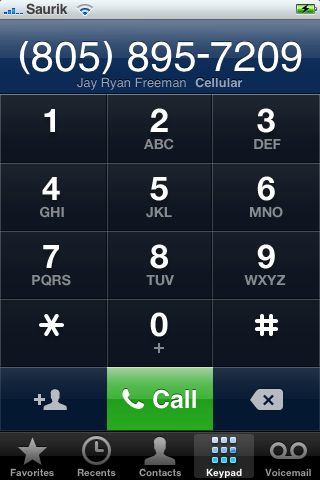 Saurik
(805) 895-7209
Jay Ryan Freeman Cellular
1 2 3
ABC DEF
4 5 6
GHI JKL MNO
7 8 9
PQRS TUV WXYZ
* 0 #
+
+ Call
Favorites Recents Contacts Keypad Voicemail